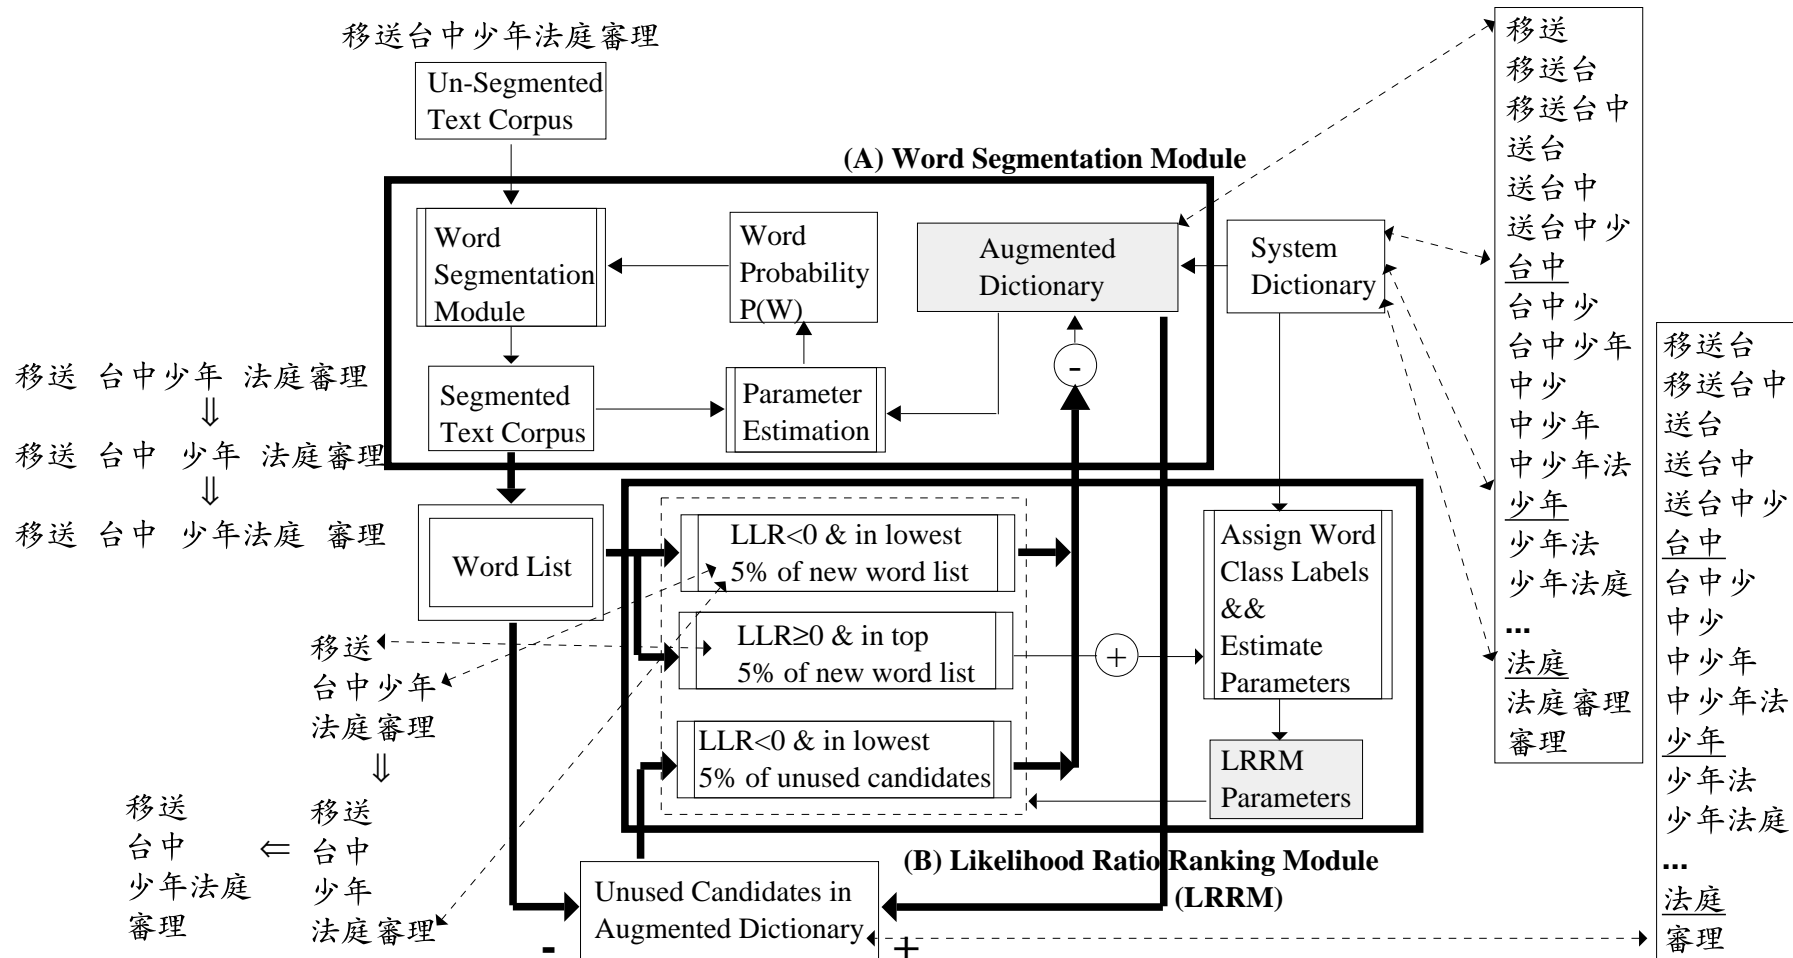 移送台中少年法庭審理
Un-Segmented
Text Corpus
(A) Word Segmentation Module
Word
Segmentation
Module
Word
Probability
P(W)
Augmented
Dictionary
System
Dictionary
-
Segmented
Text Corpus
Parameter
Estimation
移送 台中少年 法庭審理
⇓
移送 台中 少年 法庭審理
⇓
移送 台中 少年法庭 審理
Word List
LLR<0 & in lowest
5% of new word list
LLR≥0 & in top
5% of new word list
LLR<0 & in lowest
5% of unused candidates
+
Assign Word
Class Labels
&&
Estimate
Parameters
LRRM
Parameters
(B) Likelihood Ratio Ranking Module
(LRRM)
移送
台中少年
法庭審理
⇓
移送
台中
少年
法庭審理
⇐
移送
台中
少年法庭
審理
Unused Candidates in
Augmented Dictionary
-
+
移送
移送台
移送台中
送台
送台中
送台中少
台中
台中少
台中少年
中少
中少年
中少年法
少年
少年法
少年法庭
...
法庭
法庭審理
審理
移送台
移送台中
送台
送台中
送台中少
台中
台中少
中少
中少年
中少年法
少年
少年法
少年法庭
...
法庭
審理